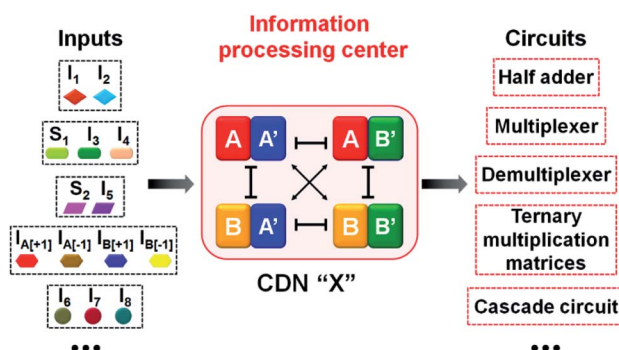 Inputs
I1 I2
S1 I3 I4
S2 I5
IA[+1] IA[-1] IB[+1] IB[-1]
I6 I7 I8
•••
Information
processing center
A A' A B'
B A' B B'
CDN “X”
Circuits
Half adder
Multiplexer
Demultiplexer
Ternary
multiplication
matrices
Cascade circuit
•••